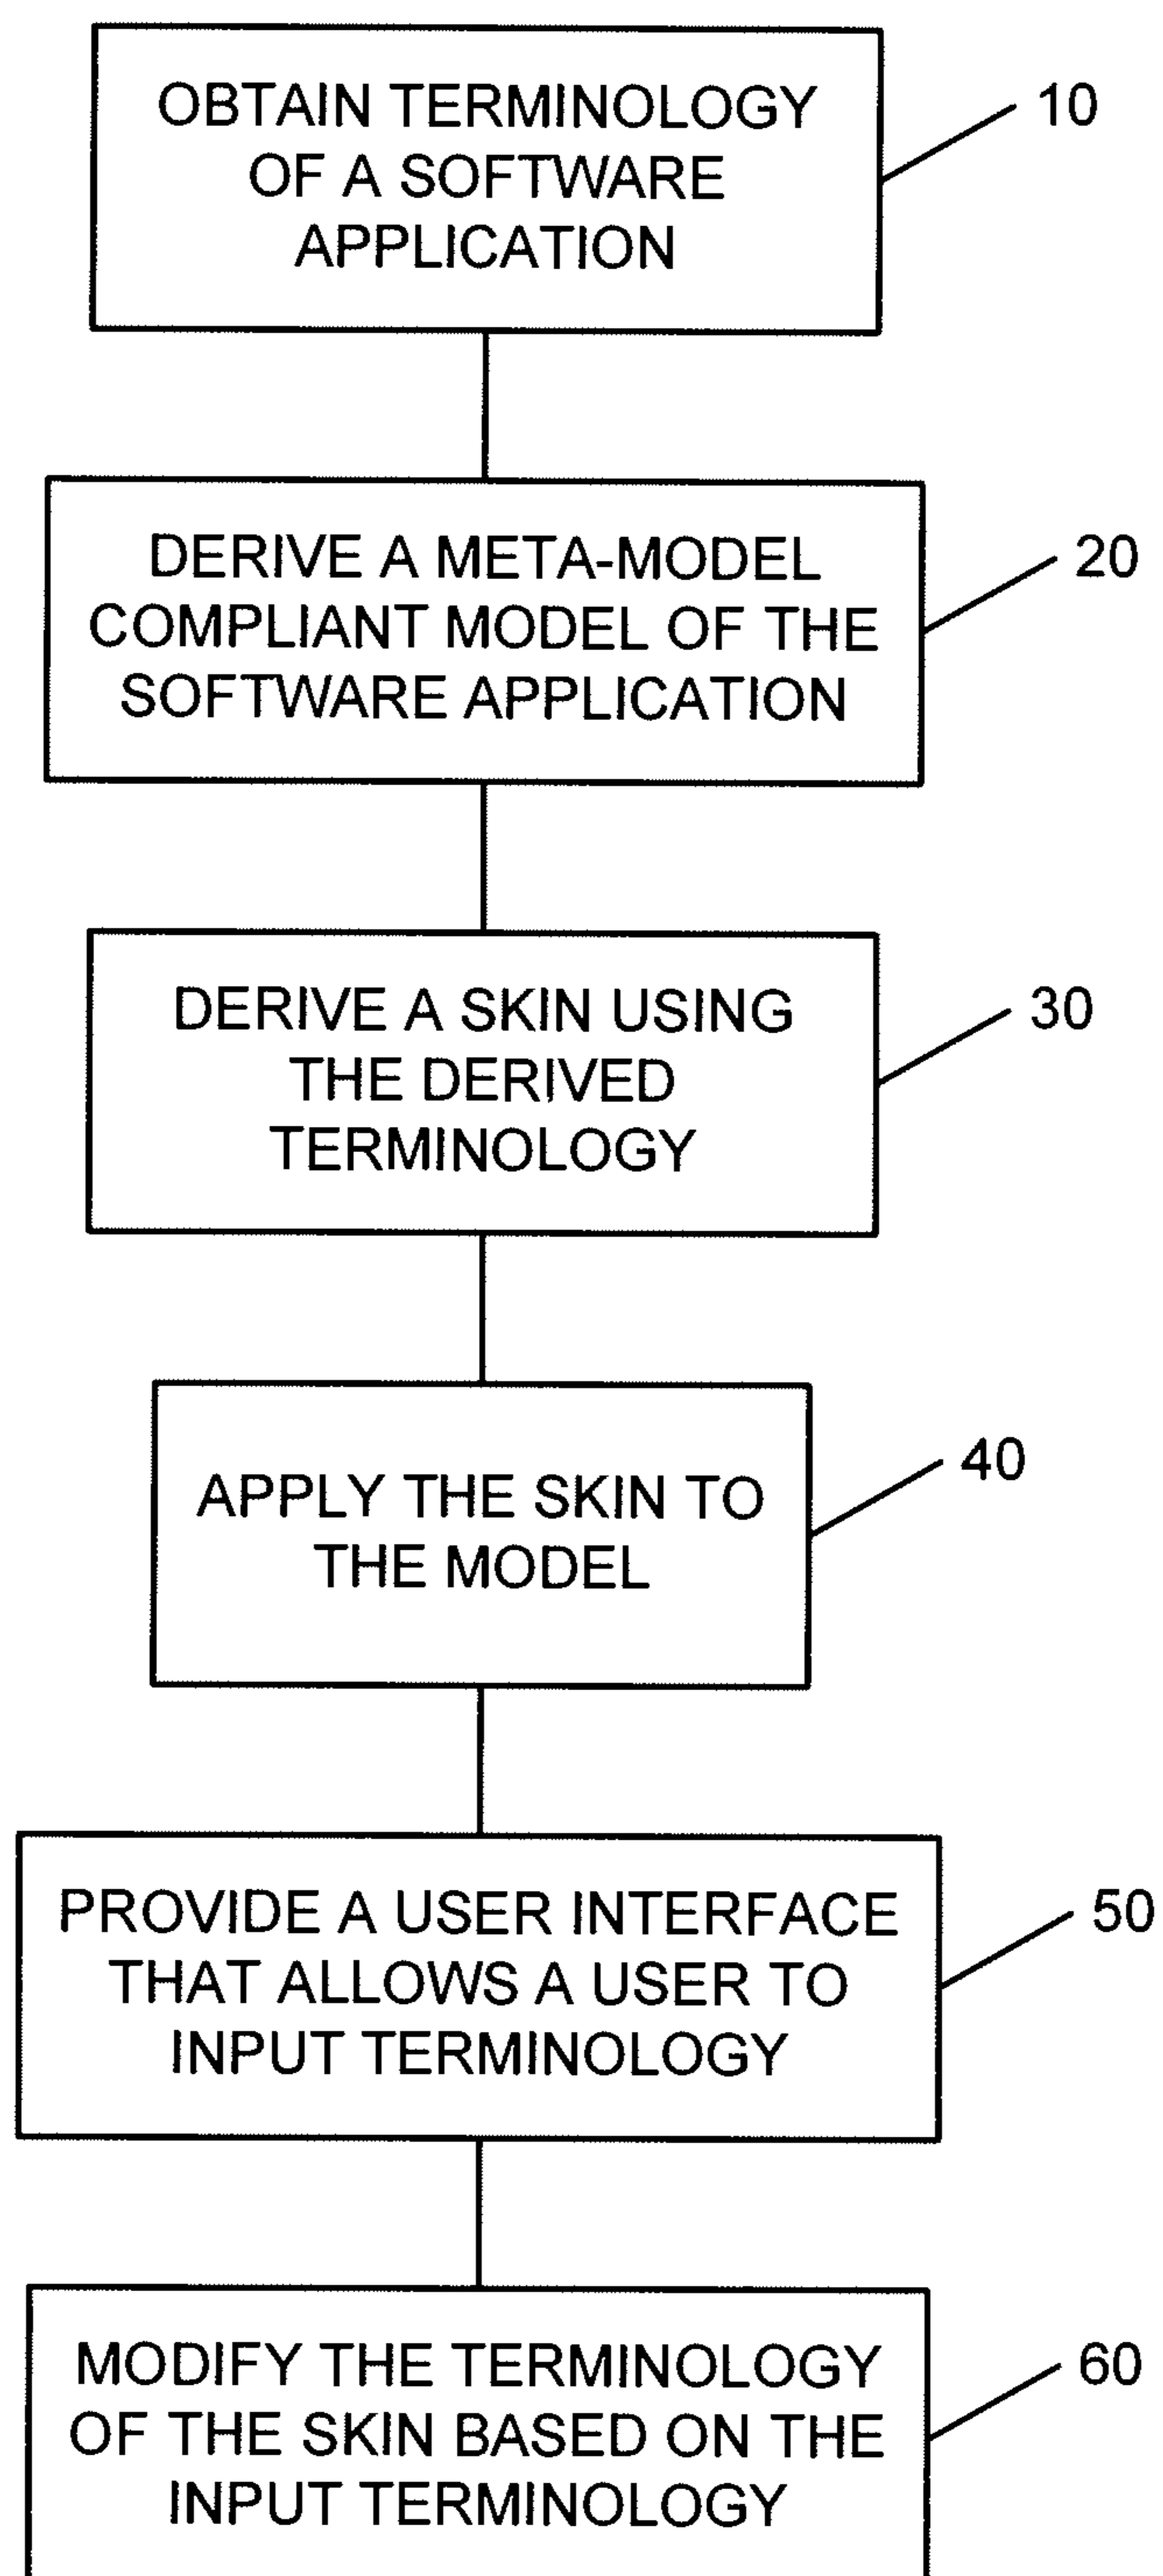 OBTAIN TERMINOLOGY
OF A SOFTWARE
APPLICATION
10
DERIVE A META-MODEL
COMPLIANT MODEL OF THE
SOFTWARE APPLICATION
20
DERIVE A SKIN USING
THE DERIVED
TERMINOLOGY
30
APPLY THE SKIN TO
THE MODEL
40
PROVIDE A USER INTERFACE
THAT ALLOWS A USER TO
INPUT TERMINOLOGY
50
MODIFY THE TERMINOLOGY
OF THE SKIN BASED ON THE
INPUT TERMINOLOGY
60